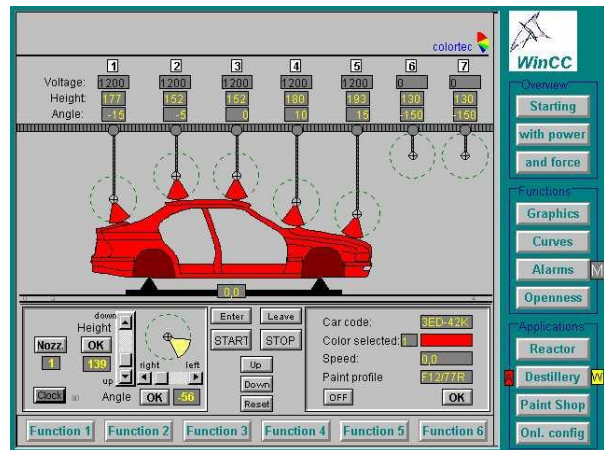 colortec
WinCC
1 2 3 4 5 6 7
Voltage: 1200 1200 1200 1200 1200 0 0
Height: 177 152 152 180 193 130 130
Angle: -15 -5 0 10 15 -150 -150
0,0
down
Height
Nozz. OK
1 139
up
right left
Clock
Angle OK -56
Enter Leave
START STOP
Up
Down
Reset
Car code: 3ED-42K
Color selected: 1
Speed: 0,0
Paint profile F12/77R
OFF OK
Function 1 Function 2 Function 3 Function 4 Function 5 Function 6
Overview
Starting
with power
and force
Functions
Graphics
Curves
Alarms M
Openness
Applications
Reactor
A Destillery W
Paint Shop
Onl. config